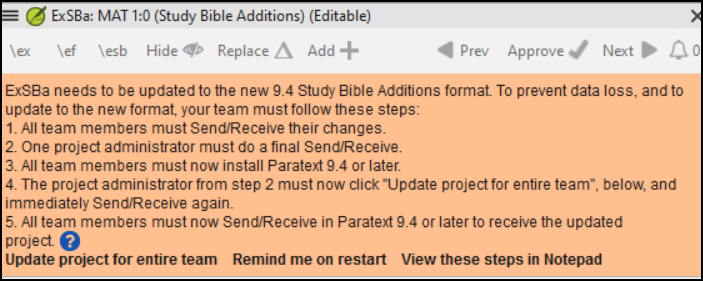 ExSBa: MAT 1:0 (Study Bible Additions) (Editable)
\ex \ef \esb Hide Replace Add Prev Approve Next 0
ExSBa needs to be updated to the new 9.4 Study Bible Additions format. To prevent data loss, and to
update to the new format, your team must follow these steps:
1. All team members must Send/Receive their changes.
2. One project administrator must do a final Send/Receive.
3. All team members must now install Paratext 9.4 or later.
4. The project administrator from step 2 must now click "Update project for entire team", below, and
immediately Send/Receive again.
5. All team members must now Send/Receive in Paratext 9.4 or later to receive the updated
project. ?
Update project for entire team Remind me on restart View these steps in Notepad